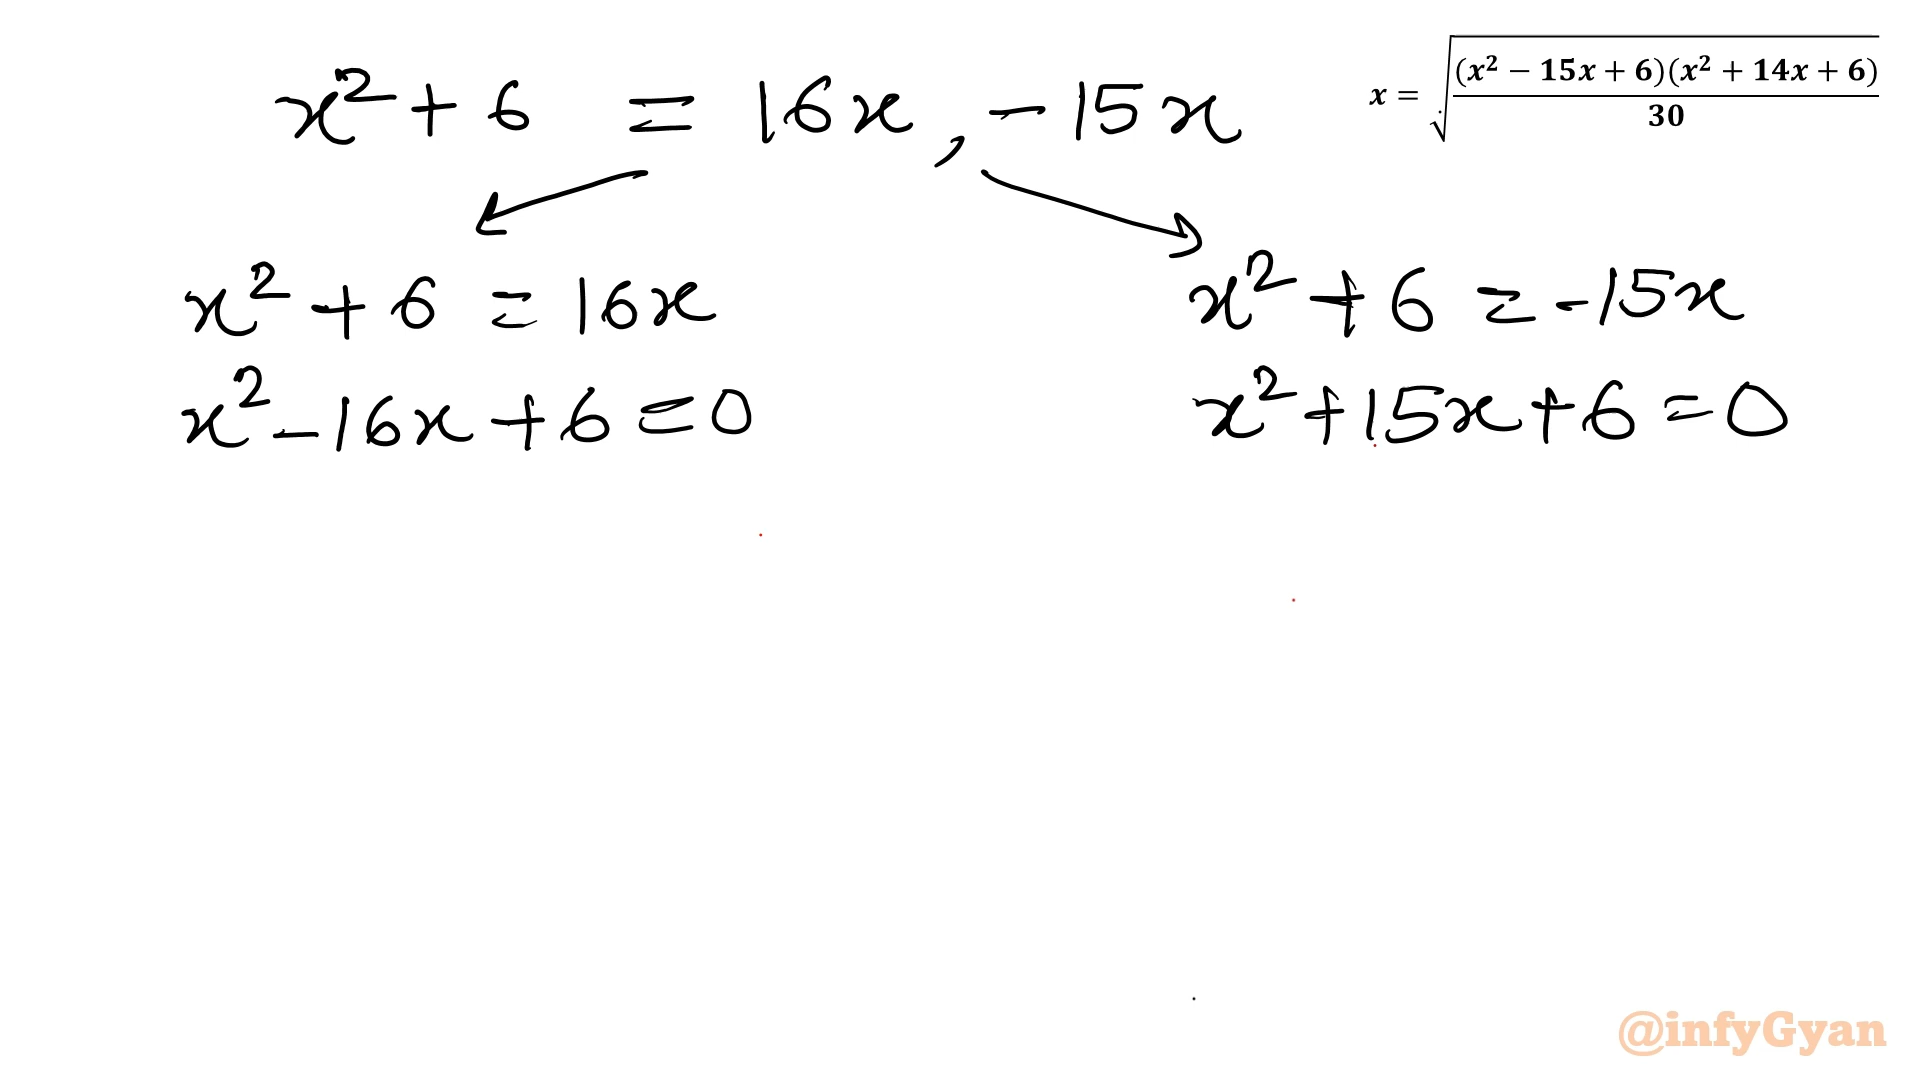 x² + 6 = 16x, -15x
x = √((x² − 15x + 6)(x² + 14x + 6) / 30)
x² + 6 = 16x
x² + 6 = -15x
x² - 16x + 6 = 0
x² + 15x + 6 = 0
@infyGyan